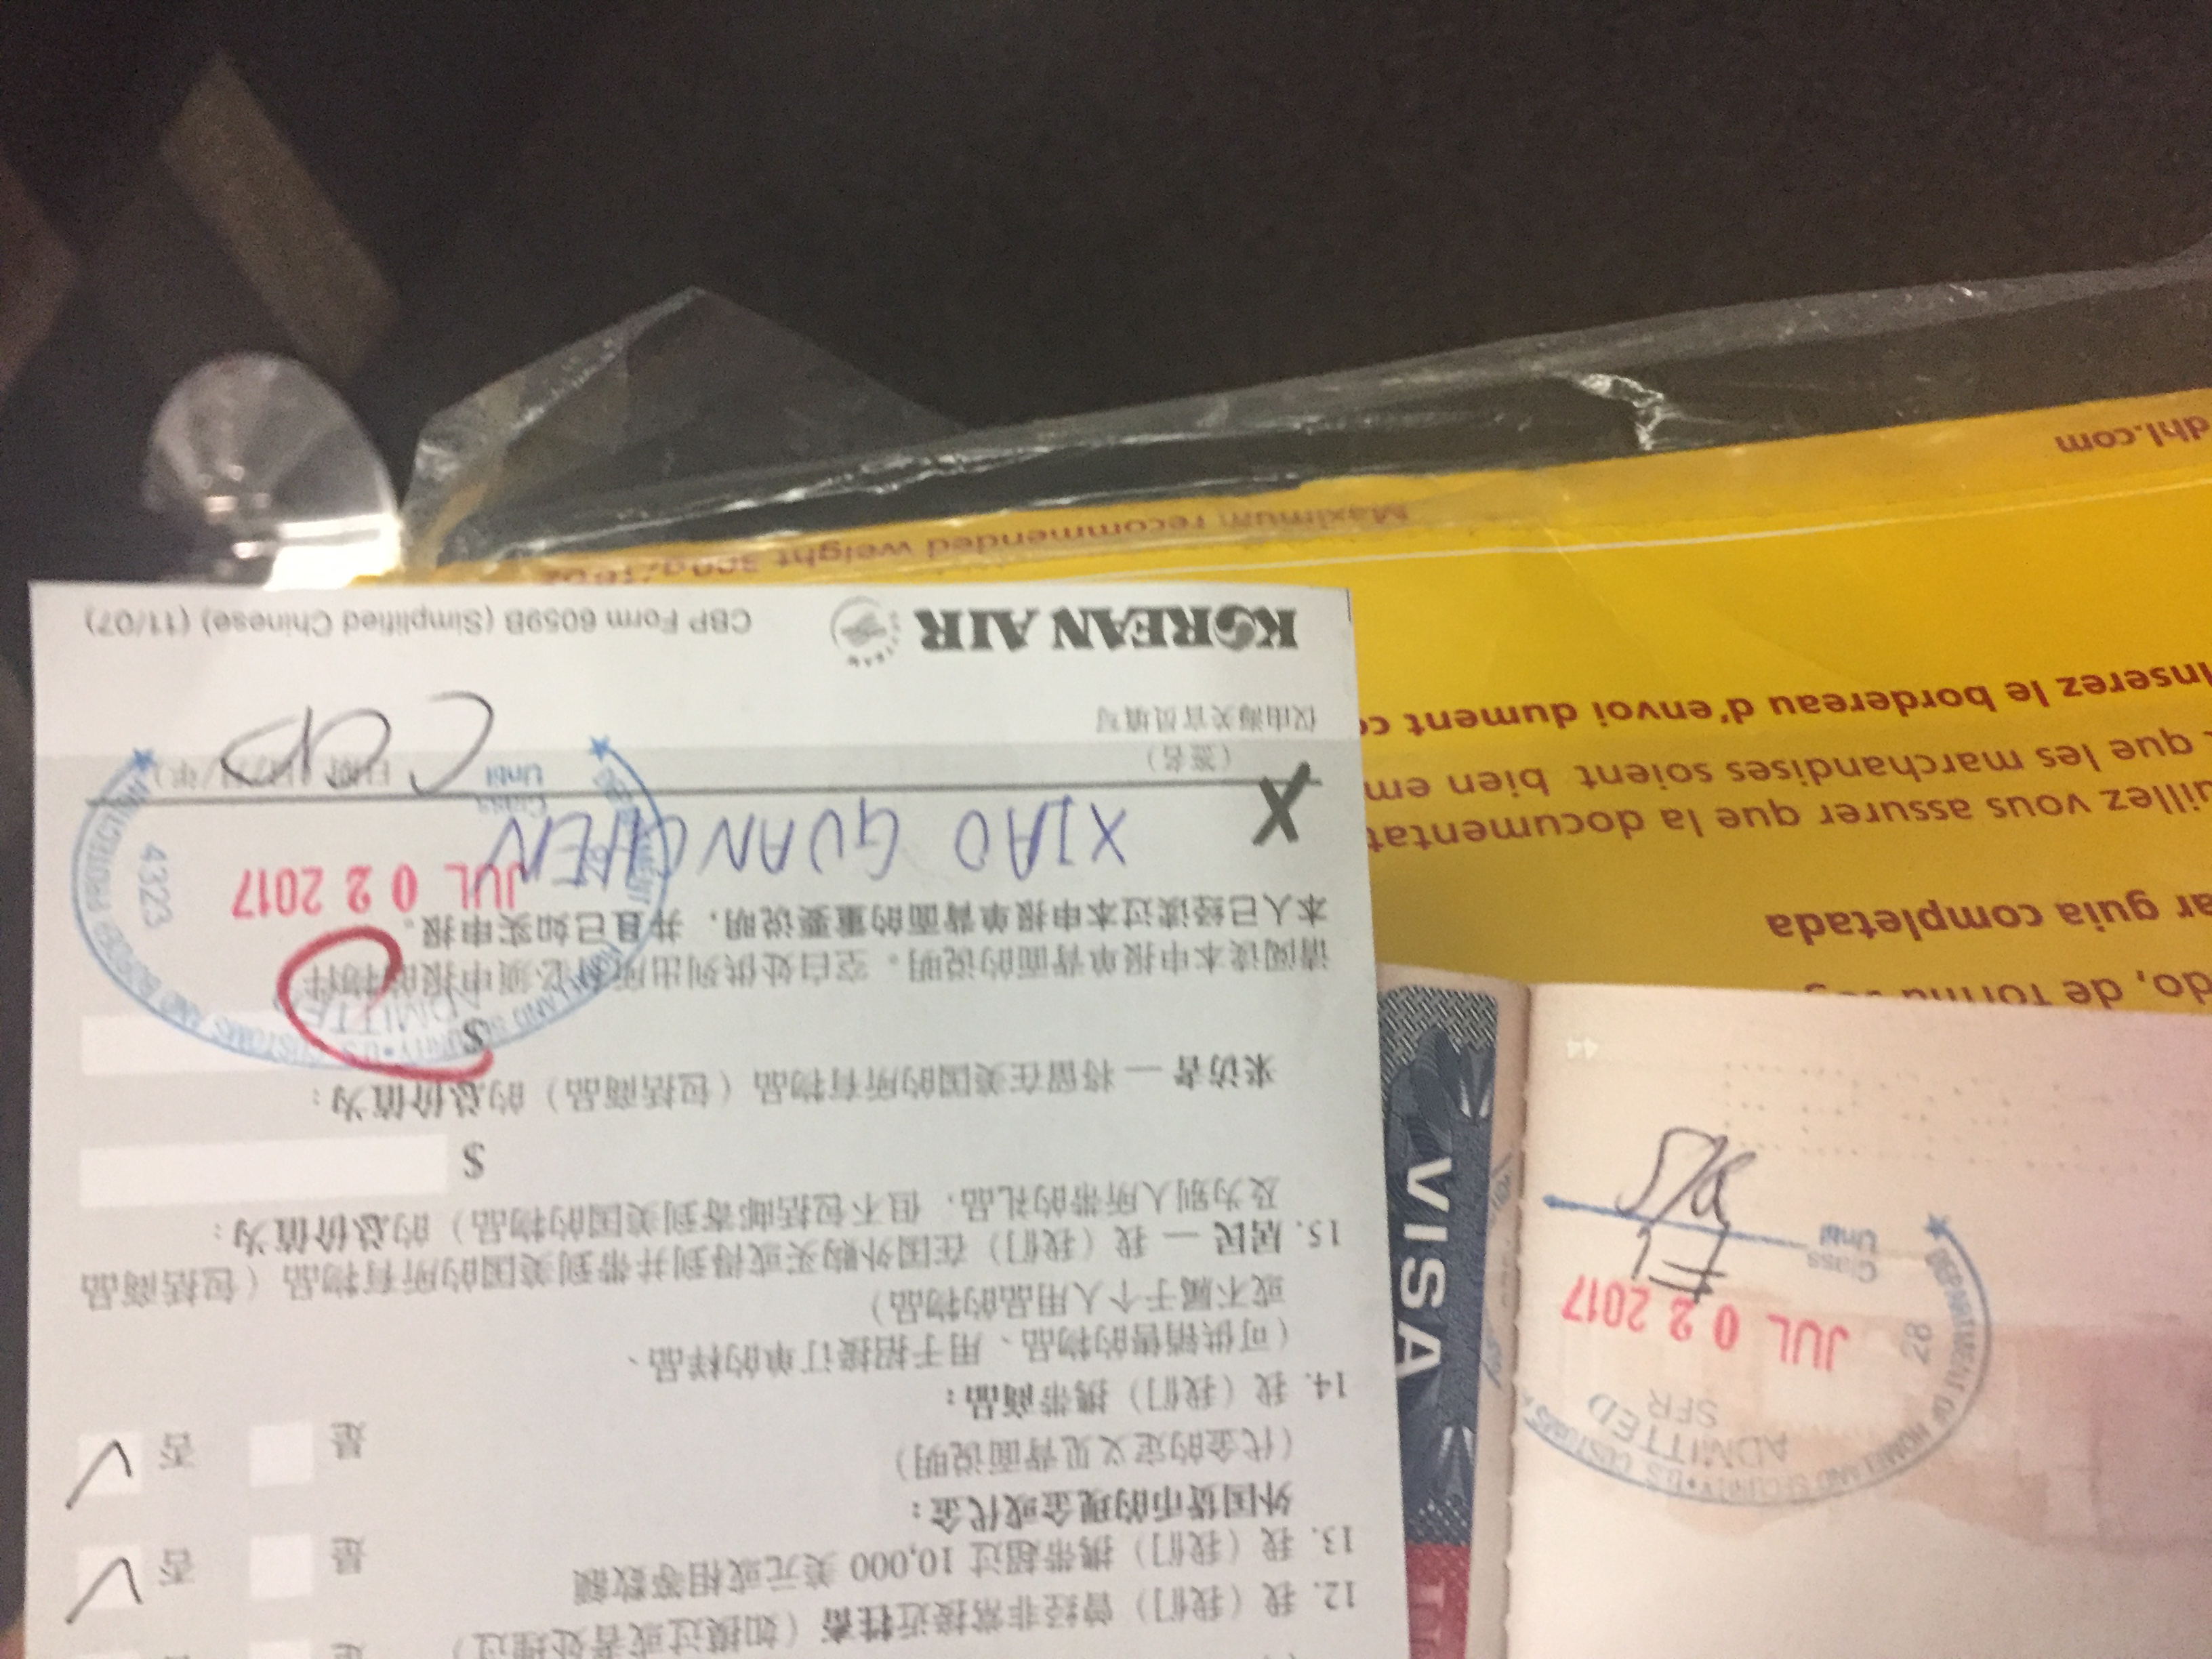 是 否
12. 我（我们）曾经非常接近牲畜（如摸过或者处理过）
是 否
13. 我（我们）携带超过 10,000 美元或相等数额
外国货币的现金或代金：
（代金的定义见背面说明）
是 否
14. 我（我们）携带商品：
（可供销售的物品、用于招接订单的样品、
或不属于个人用品的物品）
15. 居民 — 我（我们）在国外购买或得到并带到美国的所有物品（包括商品
及为别人所带的礼品，但不包括邮寄到美国的物品）的总价值为：
$
来访者 — 将留在美国的所有物品（包括商品）的总价值为：
$
请阅读本申报单背面的说明。空白处供列出所有必须申报的物件。
本人已经读过本申报单背面的重要说明，并且已如实申报。
CUSTOMS AND BORDER PROTECTION
4323
JUL 02 2017
X XIAO GUAN CHEN
Class
Until
（签名）
仅由海关官员填写
KOREAN AIR
CBP Form 6059B (Simplified Chinese) (11/07)
VISA
DEPARTMENT OF HOMELAND SECURITY • U.S. CUSTOMS
ADMITTED
SFR
JUL 02 2017
Class
Until
44
do, de forma
ar guia completada
uillez vous assurer que la documentat
que les marchandises soient bien em
Inserez le bordereau d'envoi dument co
Maximum recommended weight
dhl.com